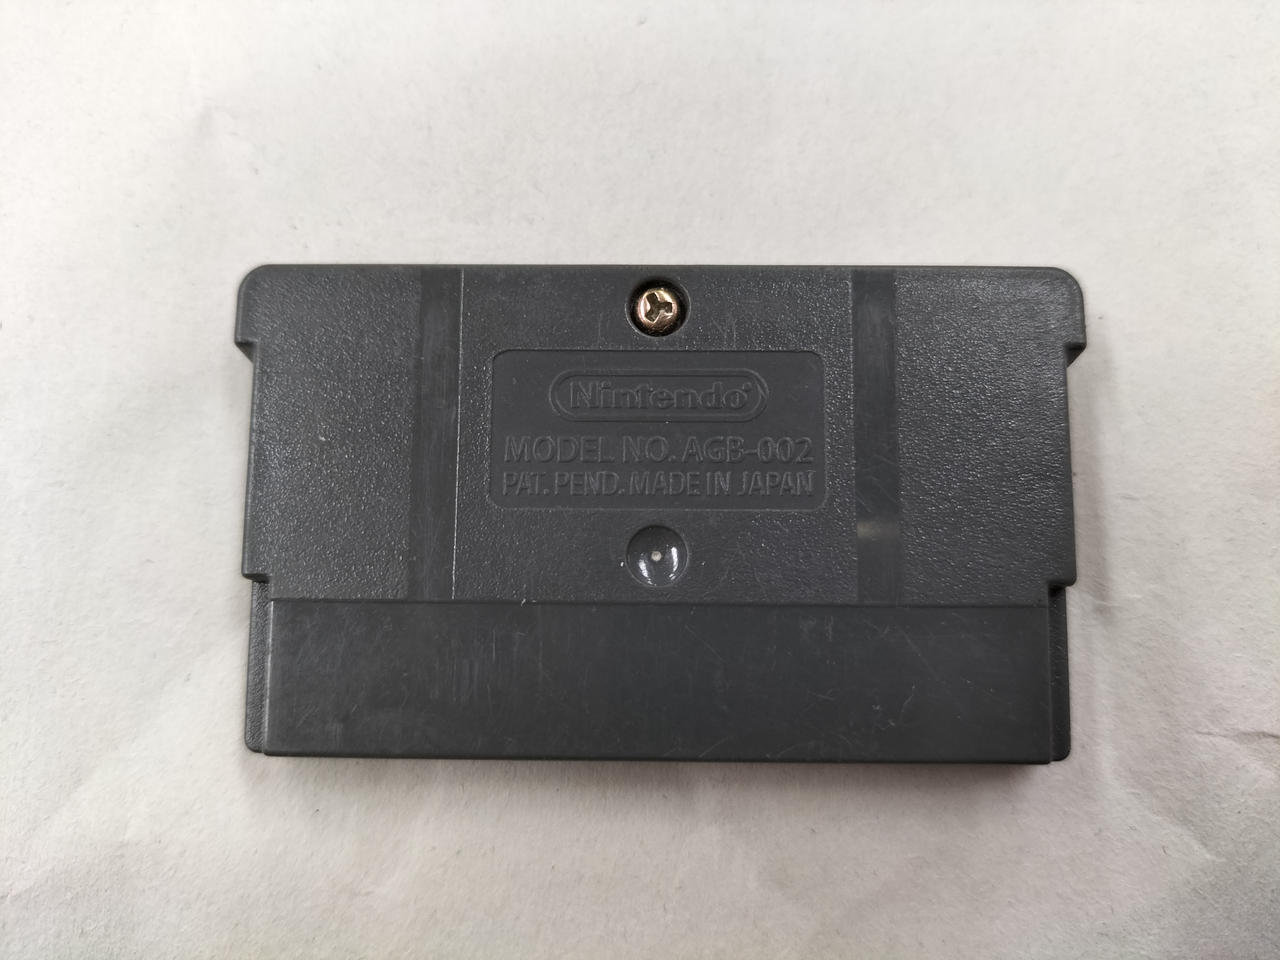 Nintendo®
MODEL NO. AGB-002
PAT. PEND. MADE IN JAPAN